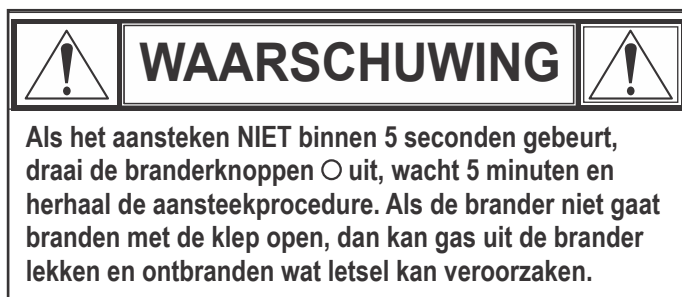 WAARSCHUWING
Als het aansteken NIET binnen 5 seconden gebeurt,
draai de branderknoppen O uit, wacht 5 minuten en
herhaal de aansteekprocedure. Als de brander niet gaat
branden met de klep open, dan kan gas uit de brander
lekken en ontbranden wat letsel kan veroorzaken.